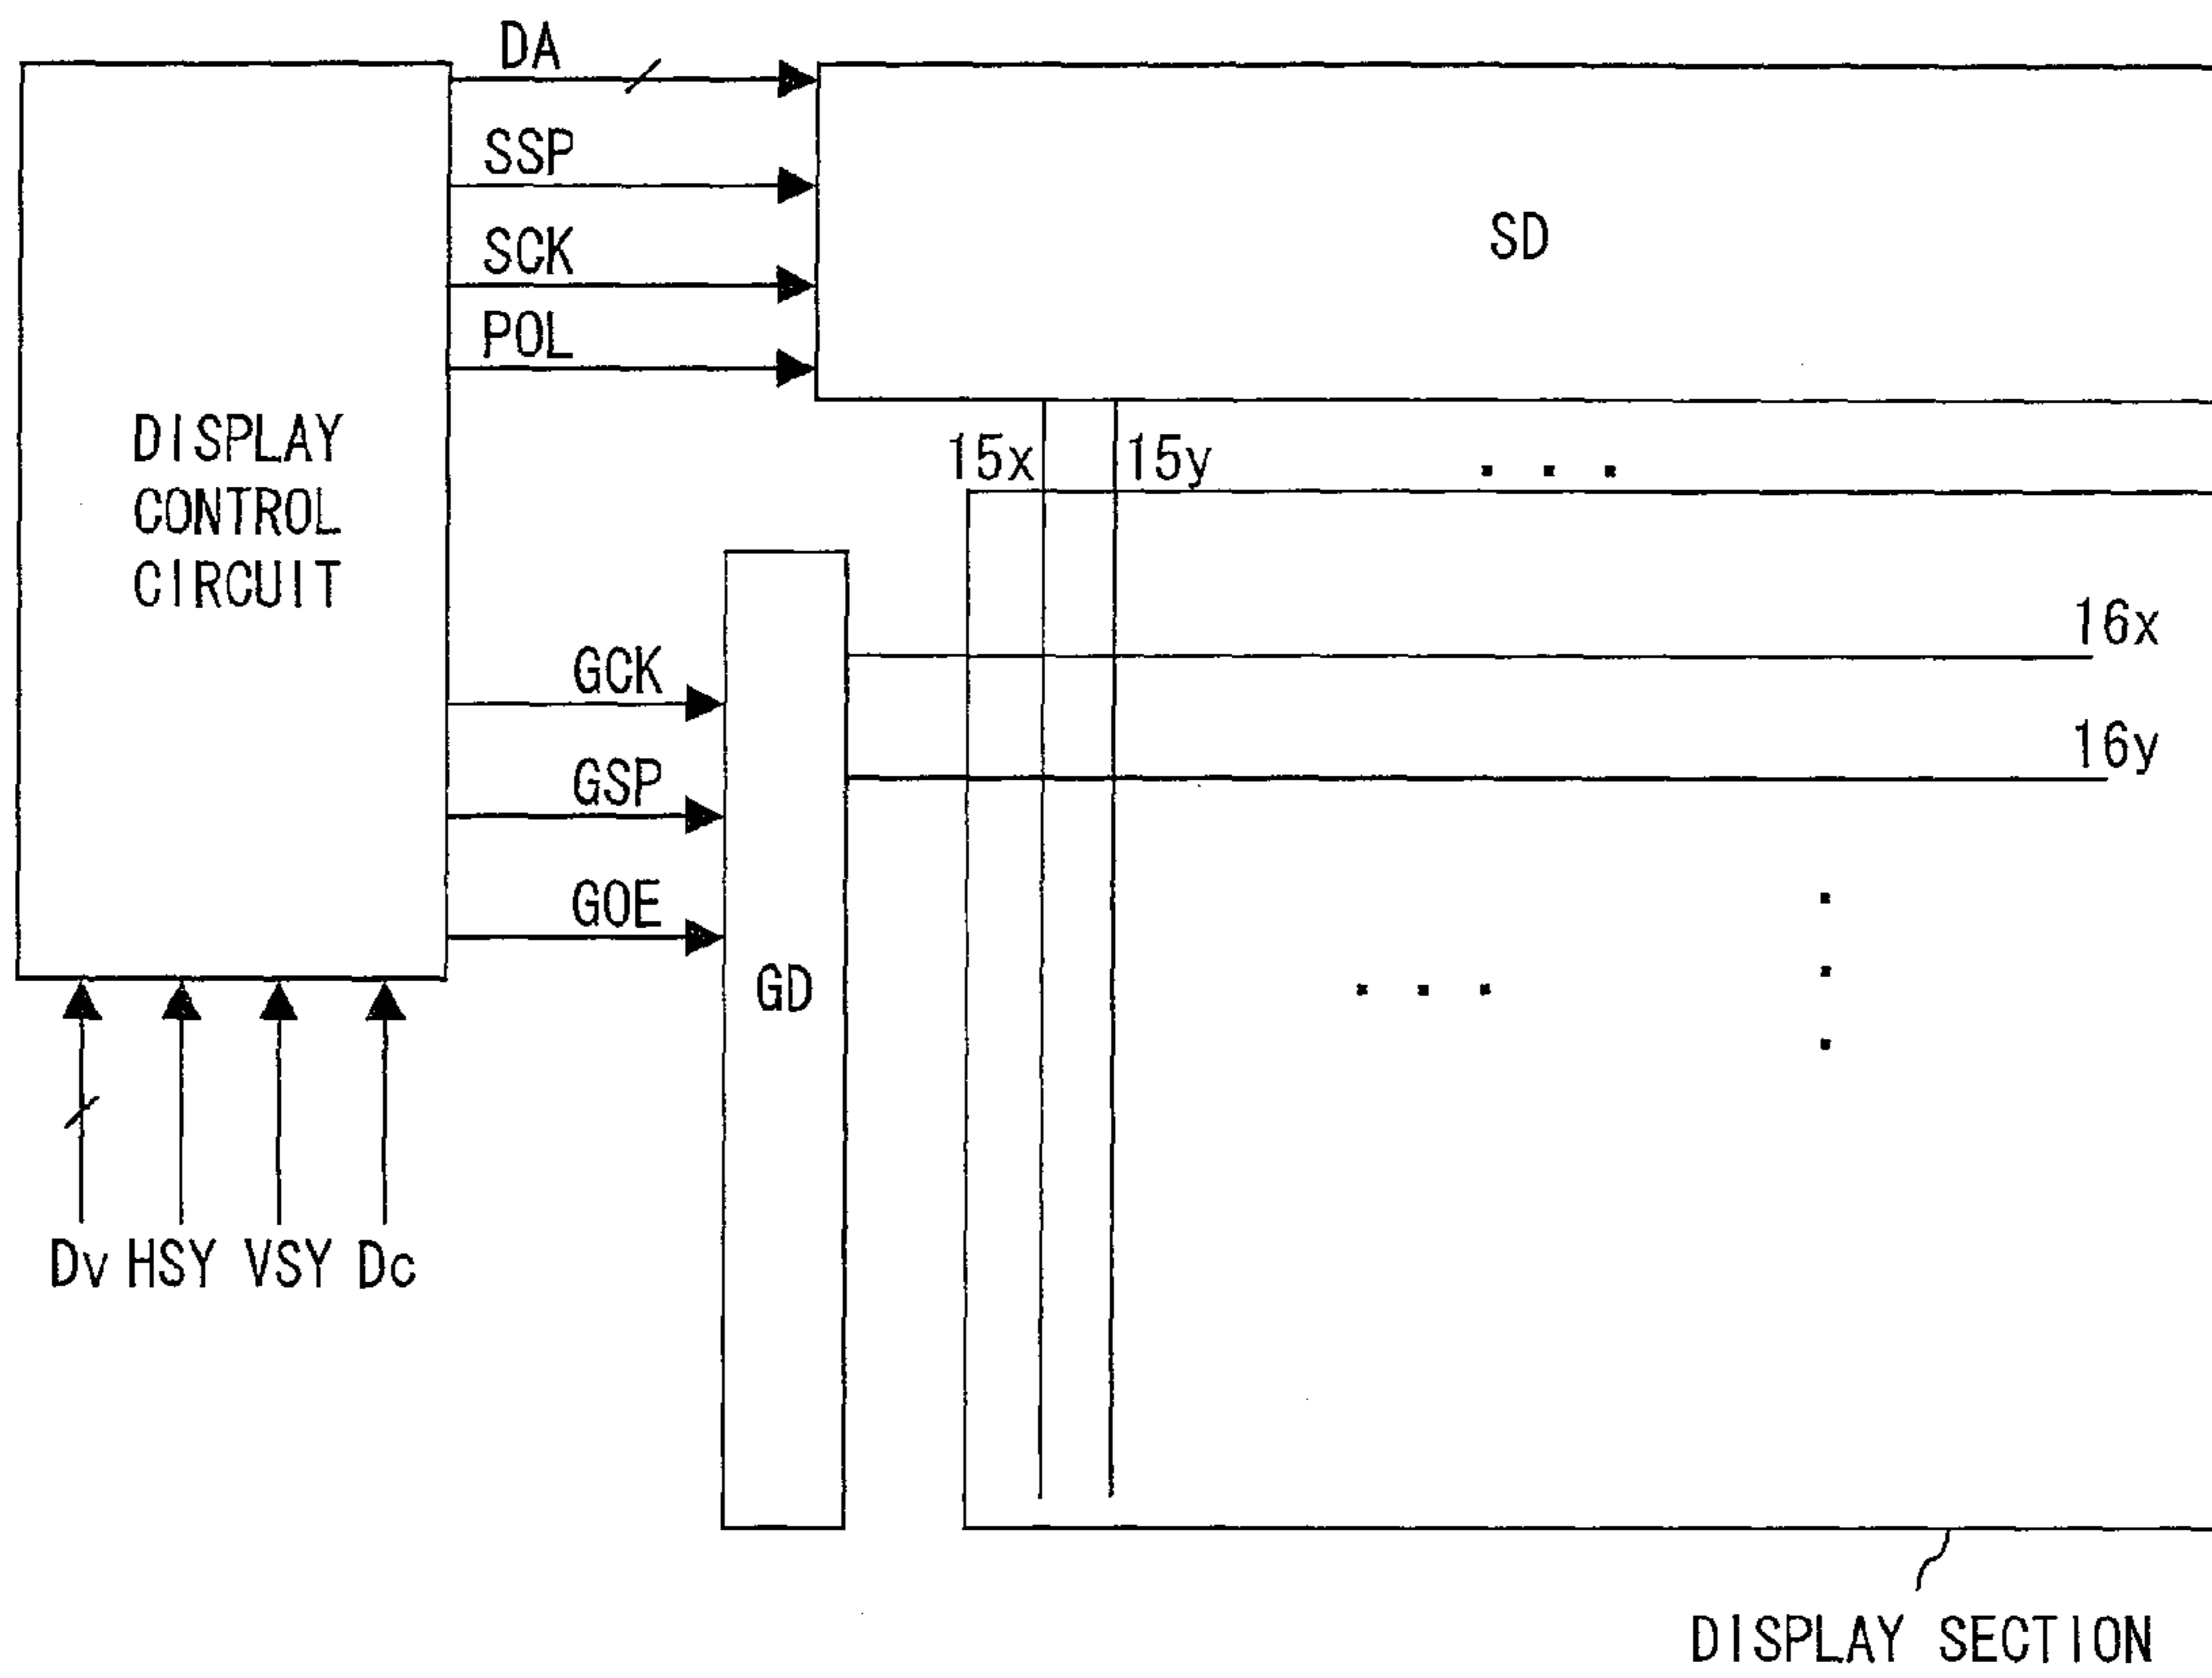 DA
SSP
SCK
POL
SD
DISPLAY
CONTROL
CIRCUIT
15x
15y
16x
16y
GCK
GSP
GOE
GD
Dv
HSY
VSY
Dc
DISPLAY SECTION